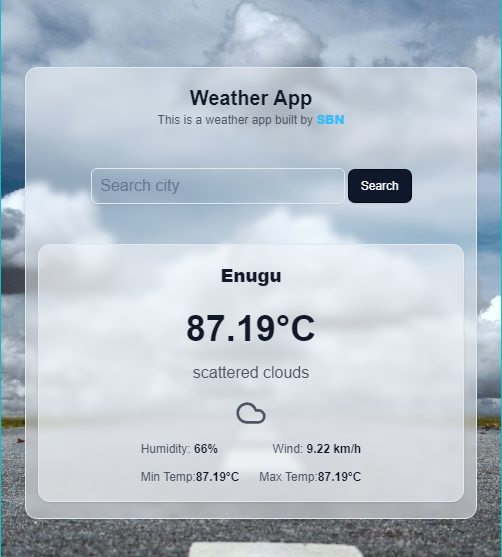 Weather App
This is a weather app built by SBN
Search city Search
Enugu
87.19°C
scattered clouds
Humidity: 66% Wind: 9.22 km/h
Min Temp:87.19°C Max Temp:87.19°C